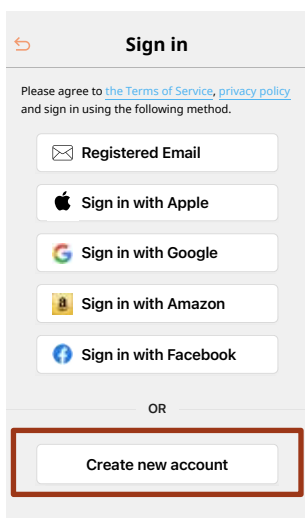 Sign in
Please agree to the Terms of Service, privacy policy
and sign in using the following method.
Registered Email
Sign in with Apple
Sign in with Google
Sign in with Amazon
Sign in with Facebook
OR
Create new account